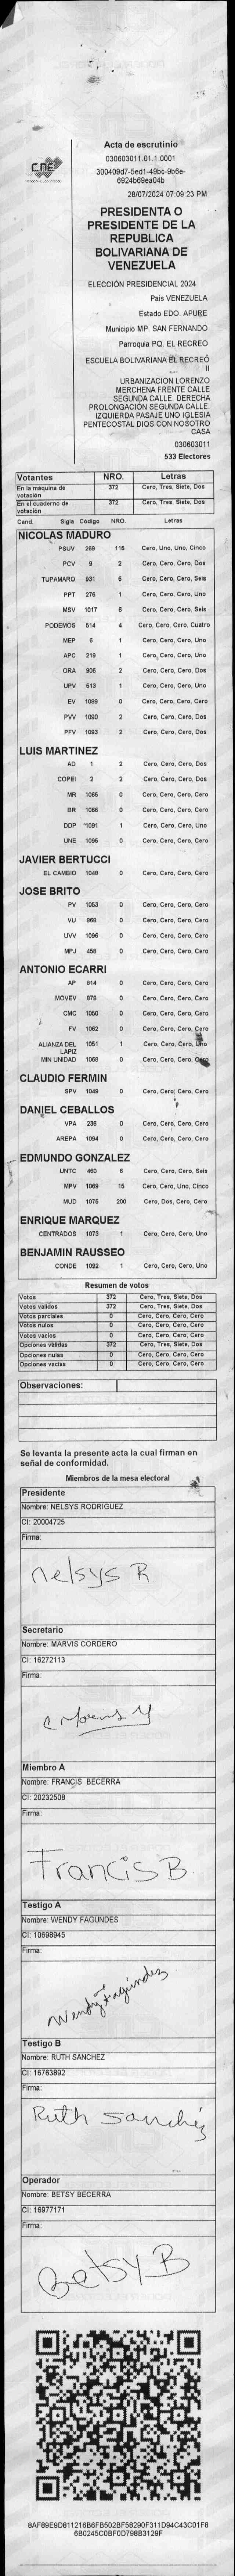 CNE
Acta de escrutinio
030603011.01.1.0001
300409d7-5ed1-49bc-9b6e-
6924b69ea04b
28/07/2024 07:09:23 PM
PRESIDENTA O
PRESIDENTE DE LA
REPUBLICA
BOLIVARIANA DE
VENEZUELA
ELECCIÓN PRESIDENCIAL 2024
País VENEZUELA
Estado EDO. APURE
Municipio MP. SAN FERNANDO
Parroquia PQ. EL RECREO
ESCUELA BOLIVARIANA EL RECREÓ
II
URBANIZACION LORENZO
MERCHENA FRENTE CALLE
SEGUNDA CALLE. DERECHA
PROLONGACIÓN SEGUNDA CALLE.
IZQUIERDA PASAJE UNO IGLESIA
PENTECOSTAL DIOS CON NOSOTRO
CASA
030603011
533 Electores
Votantes NRO. Letras
En la máquina de votación 372 Cero, Tres, Siete, Dos
En el cuaderno de votación 372 Cero, Tres, Siete, Dos
Cand. Sigla Código NRO. Letras
NICOLAS MADURO
PSUV 269 115 Cero, Uno, Uno, Cinco
PCV 9 2 Cero, Cero, Cero, Dos
TUPAMARO 931 6 Cero, Cero, Cero, Seis
PPT 276 1 Cero, Cero, Cero, Uno
MSV 1017 6 Cero, Cero, Cero, Seis
PODEMOS 514 4 Cero, Cero, Cero, Cuatro
MEP 6 1 Cero, Cero, Cero, Uno
APC 219 1 Cero, Cero, Cero, Uno
ORA 906 2 Cero, Cero, Cero, Dos
UPV 513 1 Cero, Cero, Cero, Uno
EV 1089 0 Cero, Cero, Cero, Cero
PVV 1090 2 Cero, Cero, Cero, Dos
PFV 1093 2 Cero, Cero, Cero, Dos
LUIS MARTINEZ
AD 1 2 Cero, Cero, Cero, Dos
COPEI 2 2 Cero, Cero, Cero, Dos
MR 1065 0 Cero, Cero, Cero, Cero
BR 1066 0 Cero, Cero, Cero, Cero
DDP 1091 1 Cero, Cero, Cero, Uno
UNE 1095 0 Cero, Cero, Cero, Cero
JAVIER BERTUCCI
EL CAMBIO 1048 0 Cero, Cero, Cero, Cero
JOSE BRITO
PV 1053 0 Cero, Cero, Cero, Cero
VU 869 0 Cero, Cero, Cero, Cero
UVV 1096 0 Cero, Cero, Cero, Cero
MPJ 458 0 Cero, Cero, Cero, Cero
ANTONIO ECARRI
AP 814 0 Cero, Cero, Cero, Cero
MOVEV 878 0 Cero, Cero, Cero, Cero
CMC 1050 0 Cero, Cero, Cero, Cero
FV 1062 0 Cero, Cero, Cero, Cero
ALIANZA DEL LAPIZ 1051 1 Cero, Cero, Cero, Uno
MIN UNIDAD 1068 0 Cero, Cero, Cero, Cero
CLAUDIO FERMIN
SPV 1049 0 Cero, Cero, Cero, Cero
DANIEL CEBALLOS
VPA 236 0 Cero, Cero, Cero, Cero
AREPA 1094 0 Cero, Cero, Cero, Cero
EDMUNDO GONZALEZ
UNTC 460 6 Cero, Cero, Cero, Seis
MPV 1069 15 Cero, Cero, Uno, Cinco
MUD 1075 200 Cero, Dos, Cero, Cero
ENRIQUE MARQUEZ
CENTRADOS 1073 1 Cero, Cero, Cero, Uno
BENJAMIN RAUSSEO
CONDE 1092 1 Cero, Cero, Cero, Uno
Resumen de votos
Votos 372 Cero, Tres, Siete, Dos
Votos validos 372 Cero, Tres, Siete, Dos
Votos parciales 0 Cero, Cero, Cero, Cero
Votos nulos 0 Cero, Cero, Cero, Cero
Votos vacios 0 Cero, Cero, Cero, Cero
Opciones validas 372 Cero, Tres, Siete, Dos
Opciones nulas 0 Cero, Cero, Cero, Cero
Opciones vacias 0 Cero, Cero, Cero, Cero
Observaciones:
Se levanta la presente acta la cual firman en
señal de conformidad.
Miembros de la mesa electoral
Presidente
Nombre: NELSYS RODRIGUEZ
CI: 20004725
Firma:
Nelsys R
Secretario
Nombre: MARVIS CORDERO
CI: 16272113
Firma:
Miembro A
Nombre: FRANCIS BECERRA
CI: 20232508
Firma:
Francis B
Testigo A
Nombre: WENDY FAGUNDES
CI: 10698945
Firma:
Wendy Fagundez
Testigo B
Nombre: RUTH SANCHEZ
CI: 16763892
Firma:
Ruth Sanchez
Operador
Nombre: BETSY BECERRA
CI: 16977171
Firma:
Betsy B
8AF89E9D811216B6FB502BF58290F311D94C43C01F8
6B0245C0BF0D798B3129F